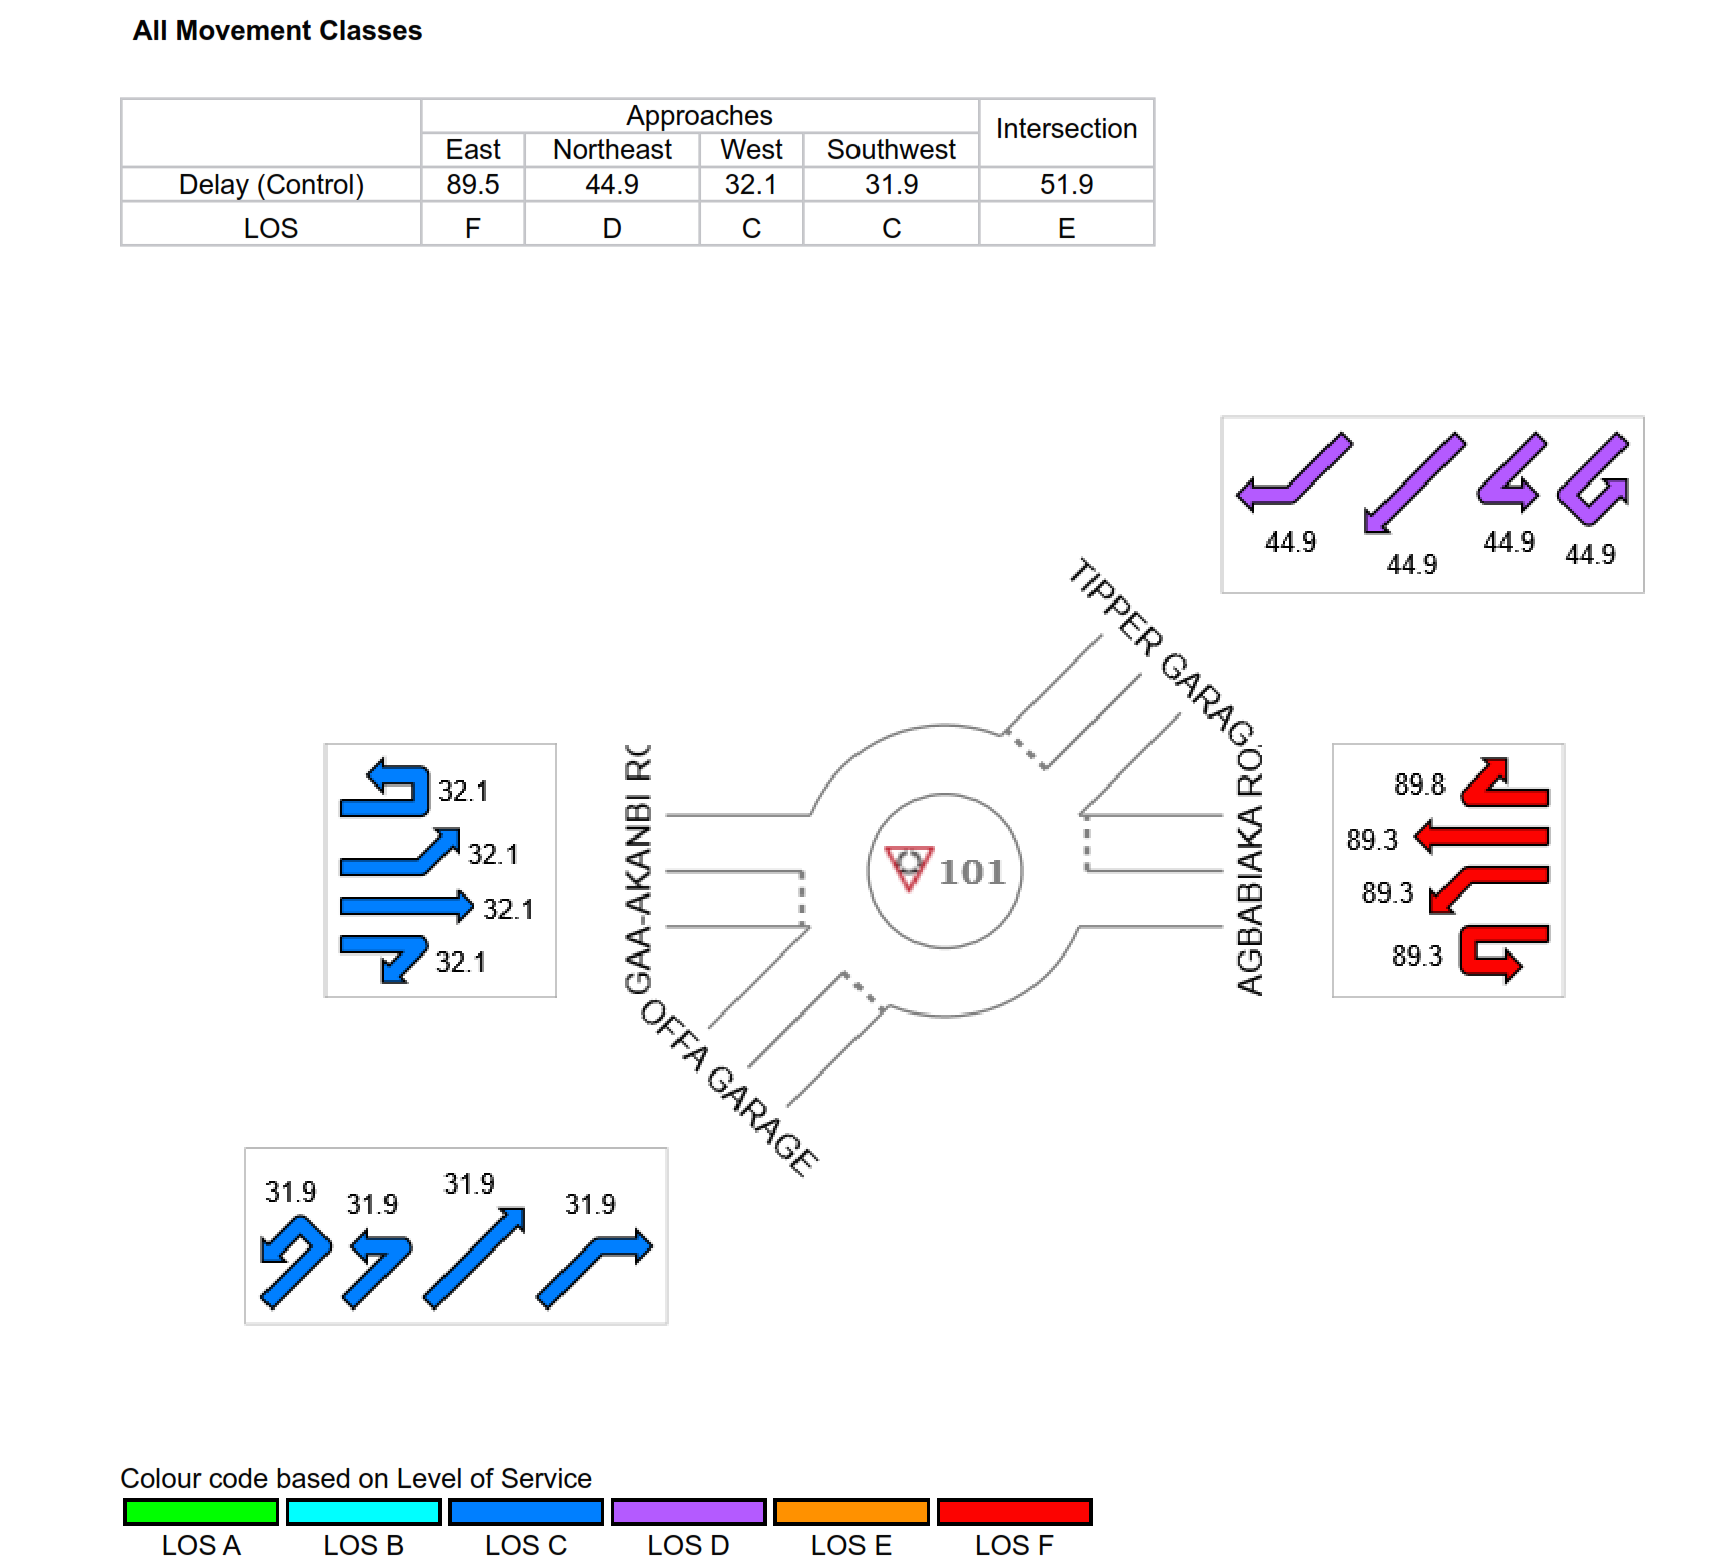 All Movement Classes
Approaches Intersection
East Northeast West Southwest
Delay (Control) 89.5 44.9 32.1 31.9 51.9
LOS F D C C E
44.9 44.9 44.9 44.9
TIPPER GARAG
32.1
32.1
32.1
32.1
GAA-AKANBI
101
AGBABIAKA
89.8
89.3
89.3
89.3
OFFA GARAGE
31.9 31.9 31.9 31.9
Colour code based on Level of Service
LOS A LOS B LOS C LOS D LOS E LOS F